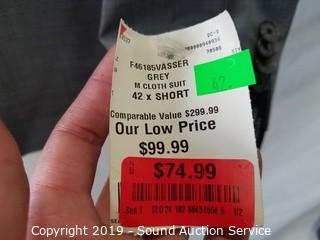 F46185VASSER
GREY
M CLOTH SUIT
42 x SHORT
Comparable Value $299.99
Our Low Price
$99.99
$74.99
1/2
Copyright 2019 - Sound Auction Service